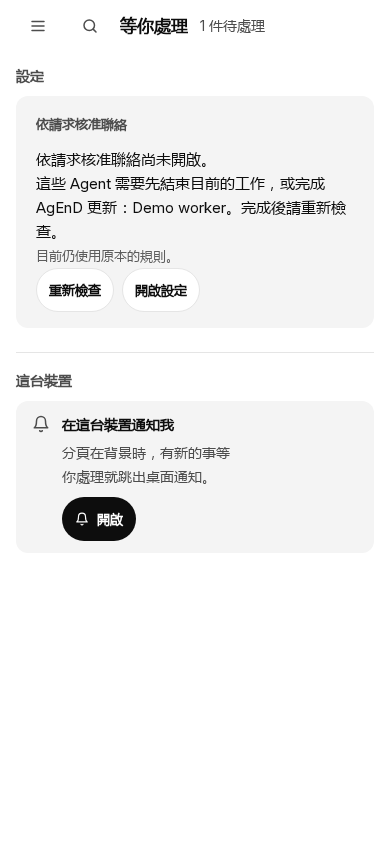 等你處理 1 件待處理
設定
依請求核准聯絡
依請求核准聯絡尚未開啟。
這些 Agent 需要先結束目前的工作，或完成
AgEnD 更新：Demo worker。完成後請重新檢
查。
目前仍使用原本的規則。
重新檢查 開啟設定
這台裝置
在這台裝置通知我
分頁在背景時，有新的事等
你處理就跳出桌面通知。
開啟